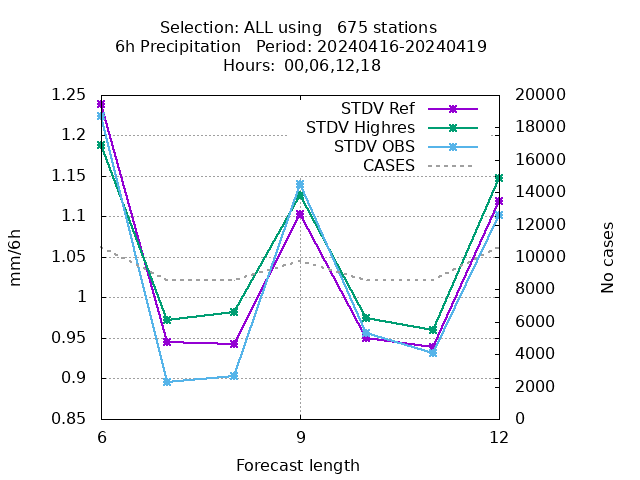 Selection: ALL using   675 stations
6h Precipitation   Period: 20240416-20240419
Hours: 00,06,12,18
STDV Ref
STDV Highres
STDV OBS
CASES
1.25
1.2
1.15
1.1
1.05
1
0.95
0.9
0.85
20000
18000
16000
14000
12000
10000
8000
6000
4000
2000
0
mm/6h
No cases
6
9
12
Forecast length